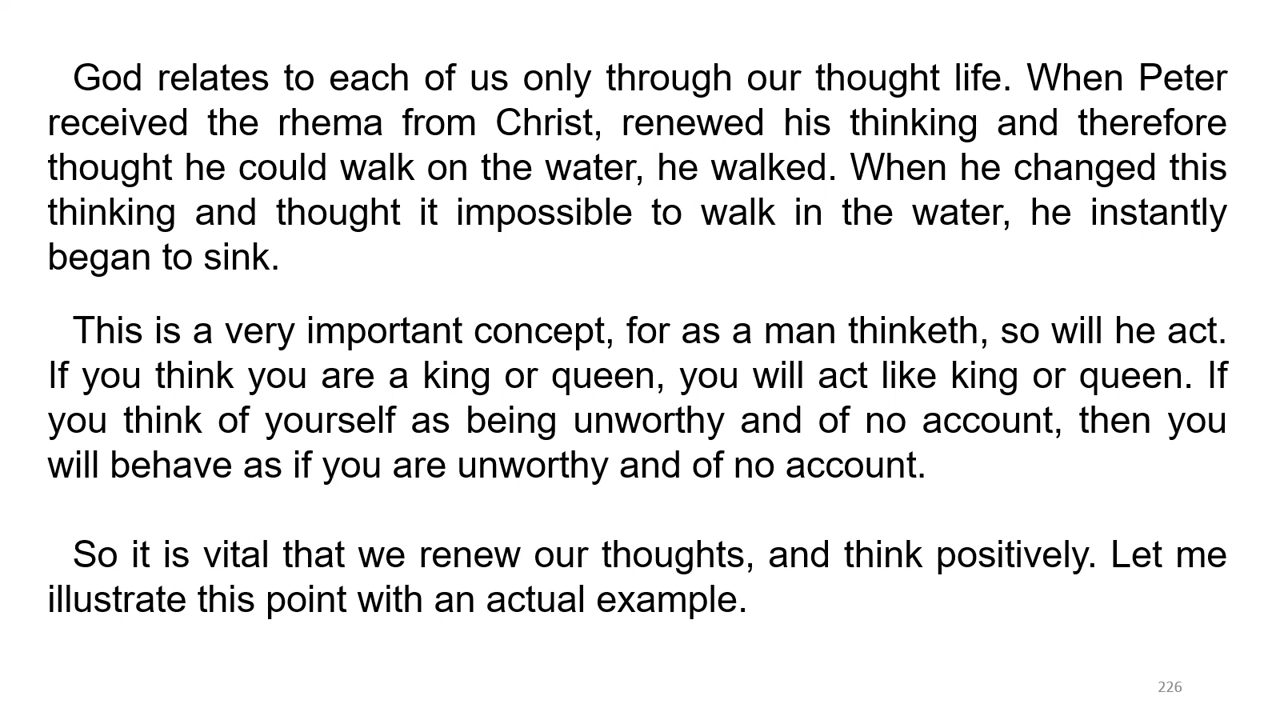 God relates to each of us only through our thought life. When Peter
received the rhema from Christ, renewed his thinking and therefore
thought he could walk on the water, he walked. When he changed this
thinking and thought it impossible to walk in the water, he instantly
began to sink.
This is a very important concept, for as a man thinketh, so will he act.
If you think you are a king or queen, you will act like king or queen. If
you think of yourself as being unworthy and of no account, then you
will behave as if you are unworthy and of no account.
So it is vital that we renew our thoughts, and think positively. Let me
illustrate this point with an actual example.
226